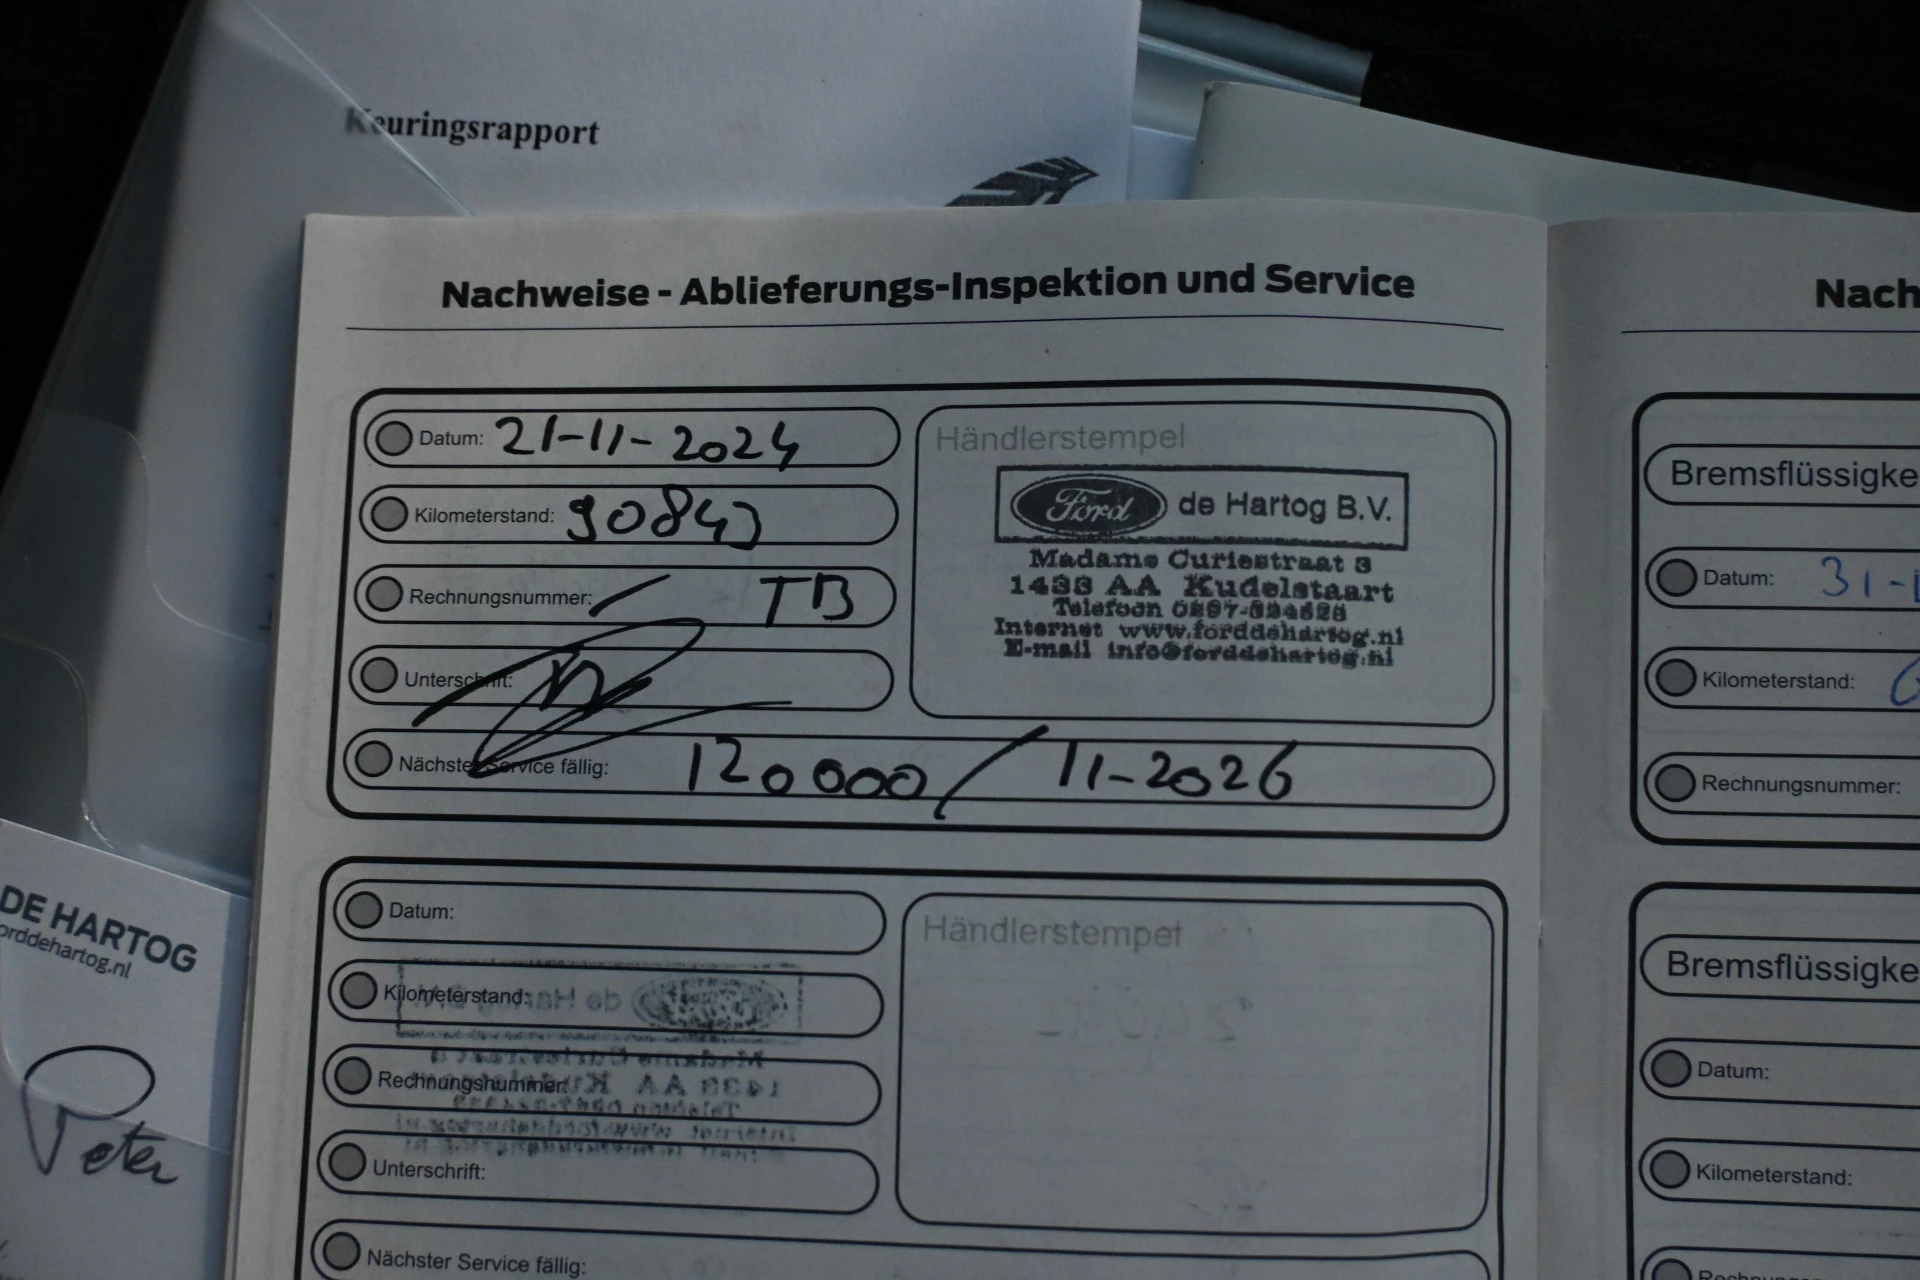 Keuringsrapport
Nachweise - Ablieferungs-Inspektion und Service
Datum: 21-11-2024
Kilometerstand: 90843
Rechnungsnummer: / TB
Unterschrift:
Nächster Service fällig: 120000 / 11-2026
Händlerstempel
Ford de Hartog B.V.
Madame Curiestraat 3
1433 AA Kudelstaart
Telefoon
Internet www.forddehartog.nl
E-mail info@forddehartog.nl
Datum:
Kilometerstand:
Rechnungsnummer:
Unterschrift:
Nächster Service fällig:
Händlerstempel
Nach
Bremsflüssigke
Datum: 31-1
Kilometerstand:
Rechnungsnummer:
Bremsflüssigke
Datum:
Kilometerstand:
DE HARTOG
orddehartog.nl
Peter